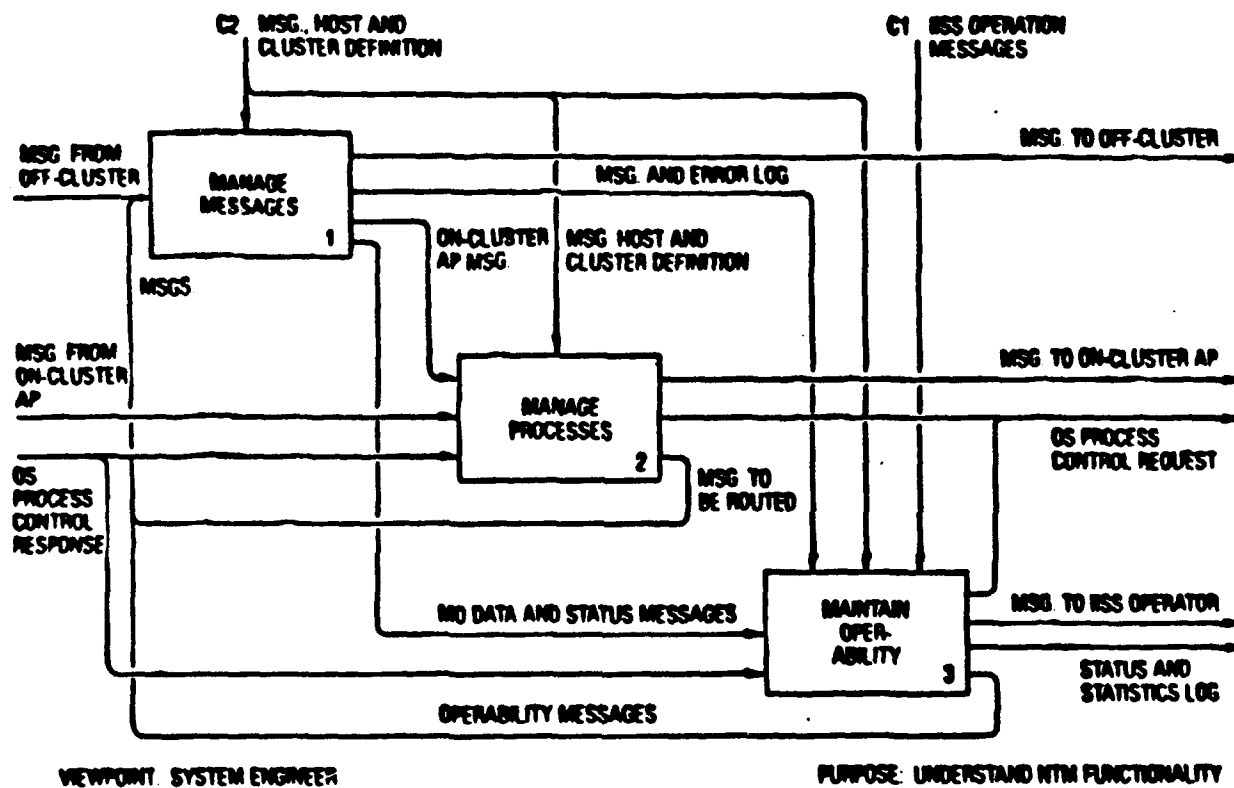 C2 MSG., HOST AND
CLUSTER DEFINITION
C1 IISS OPERATION
MESSAGES
MSG FROM
OFF-CLUSTER
MANAGE
MESSAGES
1
MSG. TO OFF-CLUSTER
MSG. AND ERROR LOG
ON-CLUSTER
AP MSG.
MSG HOST AND
CLUSTER DEFINITION
MSGS
MSG FROM
ON-CLUSTER
AP
MANAGE
PROCESSES
2
MSG TO ON-CLUSTER AP
OS PROCESS
CONTROL REQUEST
OS
PROCESS
CONTROL
RESPONSE
MSG TO
BE ROUTED
MO DATA AND STATUS MESSAGES
MAINTAIN
OPER-
ABILITY
3
MSG. TO IISS OPERATOR
STATUS AND
STATISTICS LOG
OPERABILITY MESSAGES
VIEWPOINT: SYSTEM ENGINEER
PURPOSE: UNDERSTAND NTM FUNCTIONALITY